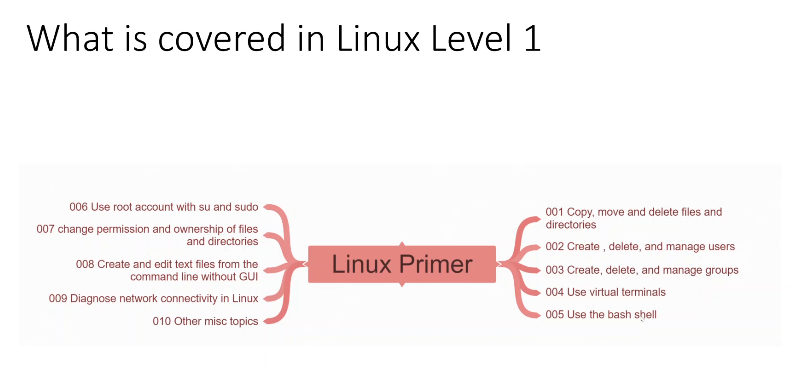 What is covered in Linux Level 1
006 Use root account with su and sudo
007 change permission and ownership of files
and directories
008 Create and edit text files from the
command line without GUI
009 Diagnose network connectivity in Linux
010 Other misc topics
Linux Primer
001 Copy, move and delete files and
directories
002 Create , delete, and manage users
003 Create, delete, and manage groups
004 Use virtual terminals
005 Use the bash shell